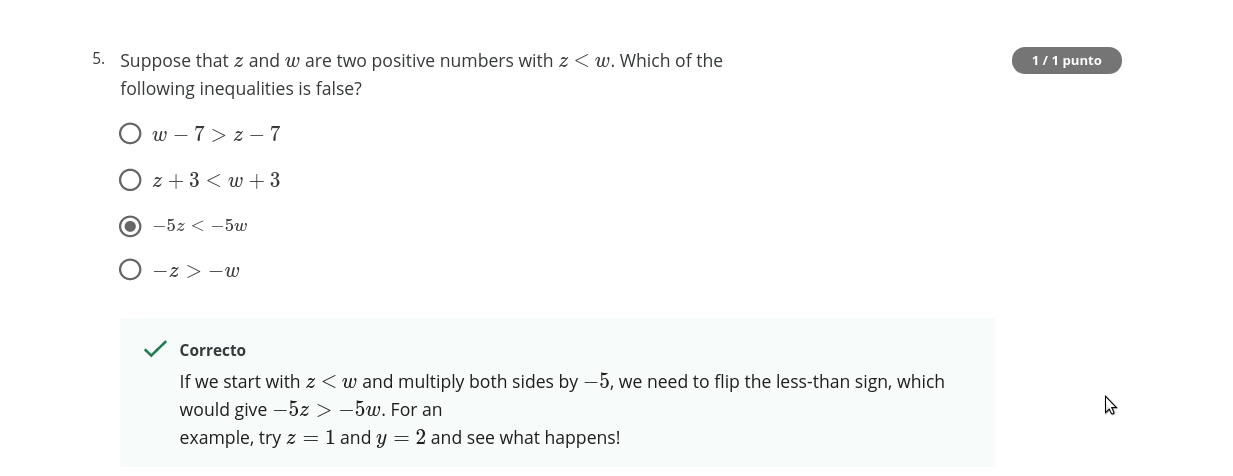 5. Suppose that z and w are two positive numbers with z < w. Which of the
1 / 1 punto
following inequalities is false?
w − 7 > z − 7
z + 3 < w + 3
−5z < −5w
−z > −w
Correcto
If we start with z < w and multiply both sides by −5, we need to flip the less-than sign, which
would give −5z > −5w. For an
example, try z = 1 and y = 2 and see what happens!